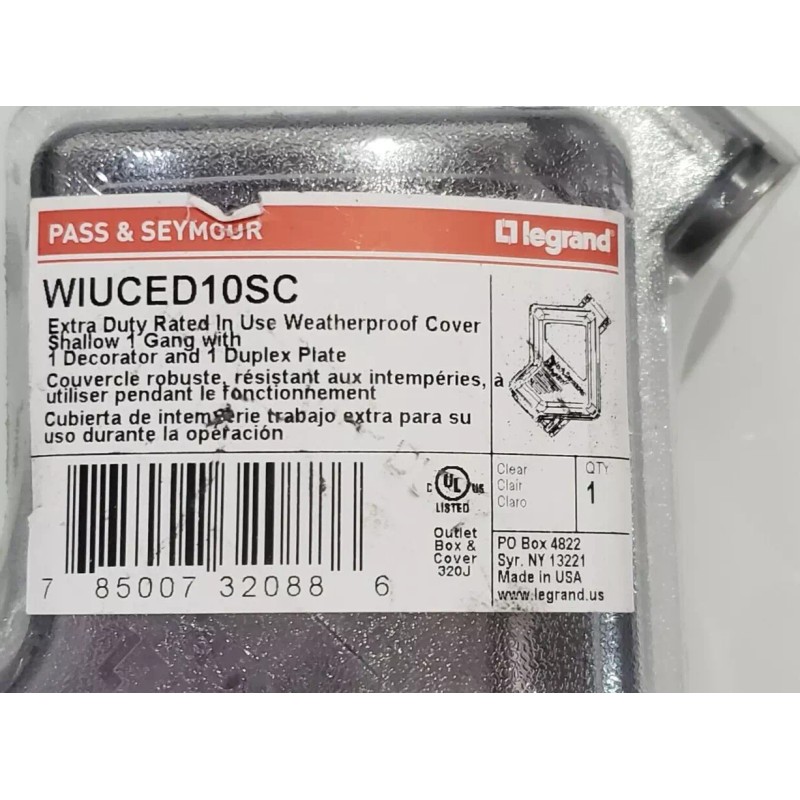 PASS & SEYMOUR
legrand
WIUCED10SC
Extra Duty Rated In Use Weatherproof Cover
Shallow 1 Gang with
1 Decorator and 1 Duplex Plate
Couvercle robuste, résistant aux intempéries, à
utiliser pendant le fonctionnement
Cubierta de intemperie trabajo extra para su
uso durante la operación
7 85007 32088 6
C UL US
LISTED
Outlet
Box &
Cover
320J
Clear
Clair
Claro
QTY
1
PO Box 4822
Syr. NY 13221
Made in USA
www.legrand.us